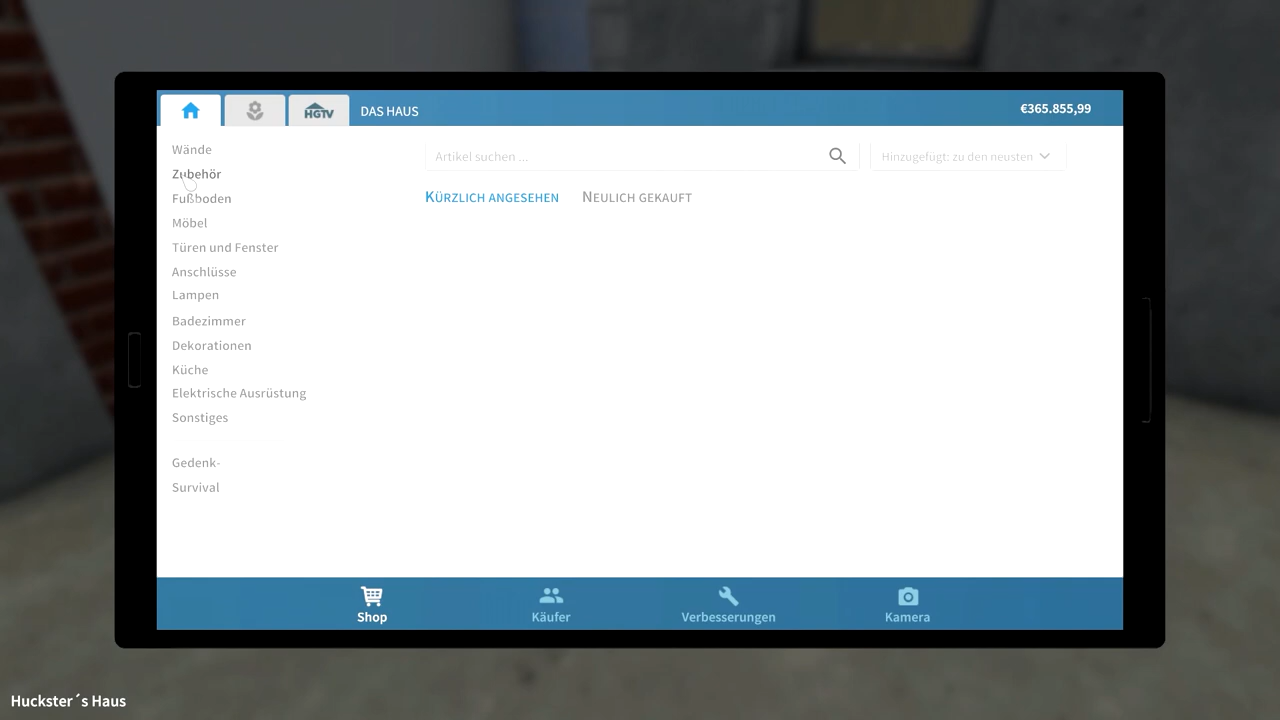 HGTV
DAS HAUS
€365.855,99
Wände
Zubehör
Fußboden
Möbel
Türen und Fenster
Anschlüsse
Lampen
Badezimmer
Dekorationen
Küche
Elektrische Ausrüstung
Sonstiges
Gedenk-
Survival
Artikel suchen ...
Hinzugefügt: zu den neusten
KÜRZLICH ANGESEHEN
NEULICH GEKAUFT
Shop
Käufer
Verbesserungen
Kamera
Huckster´s Haus